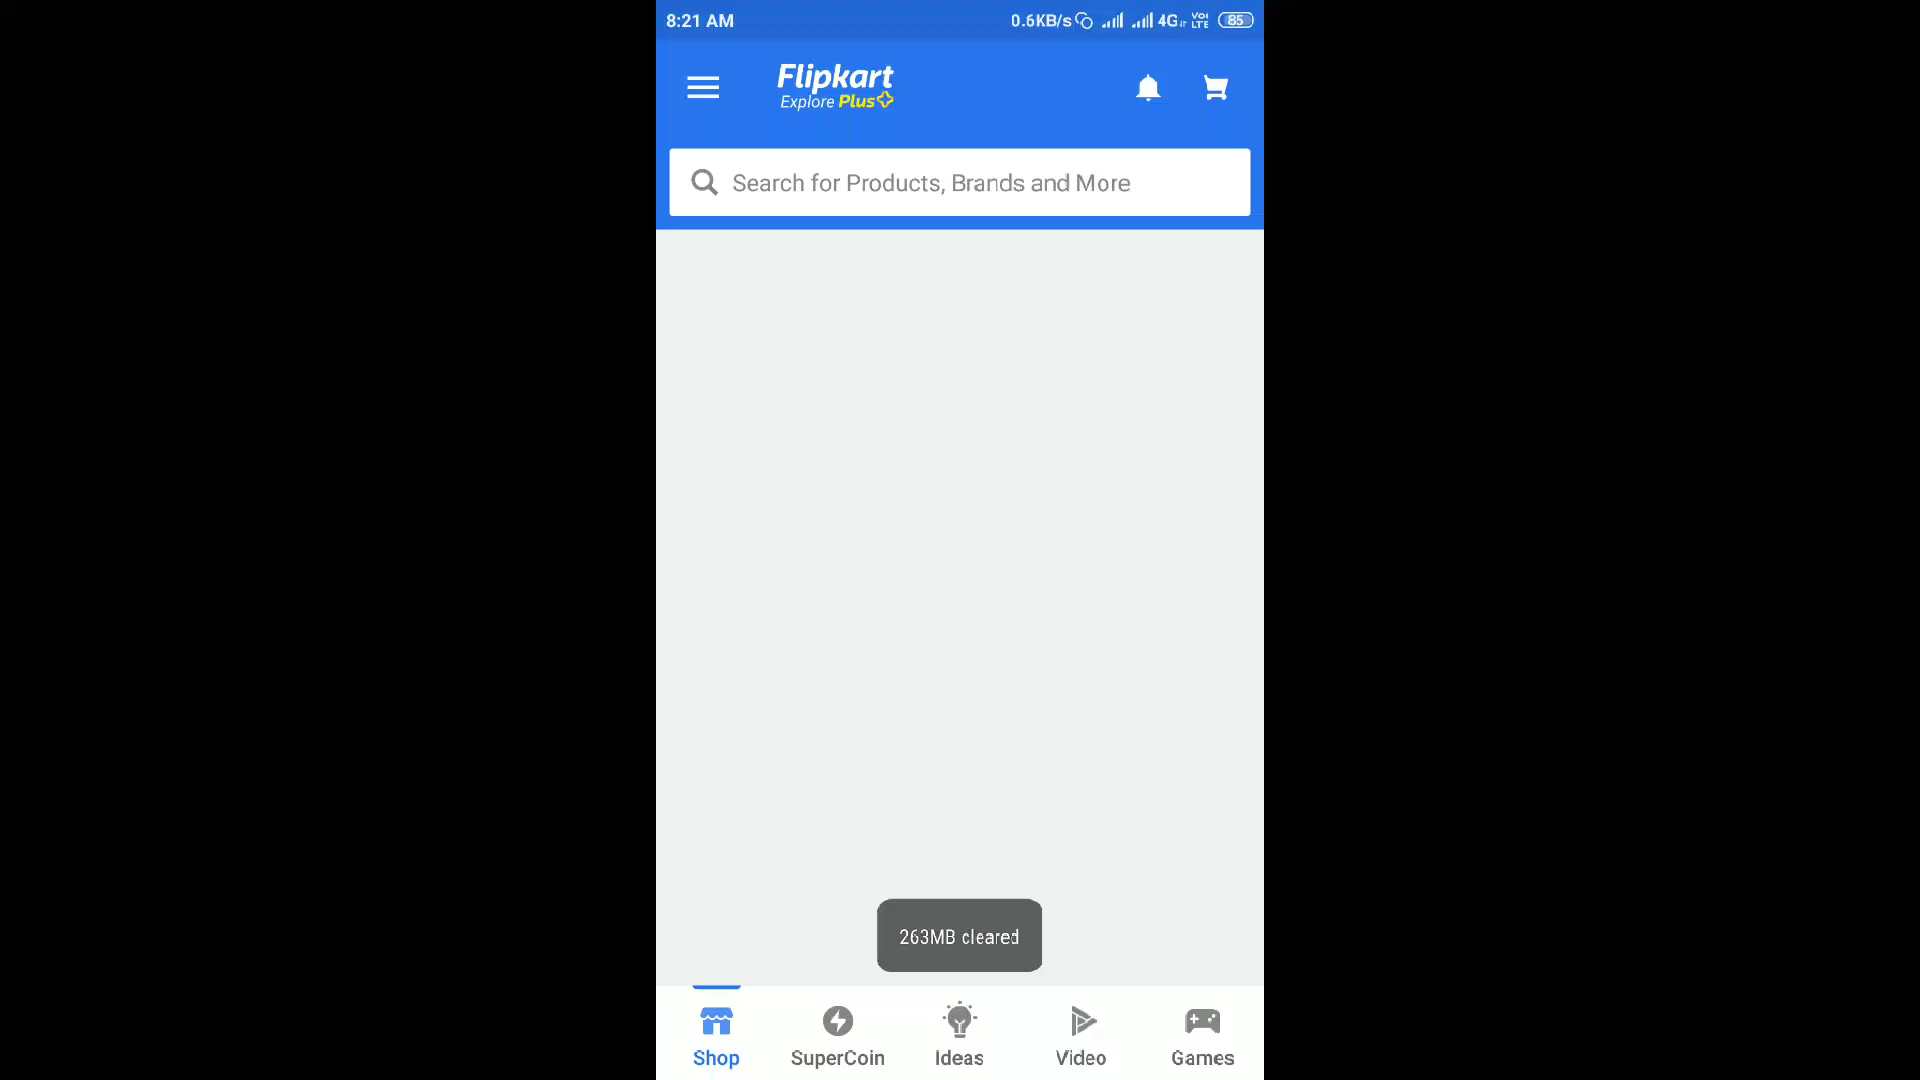 8:21 AM 0.6KB/s 4G VoLTE 85
Flipkart
Explore Plus
Search for Products, Brands and More
263MB cleared
Shop SuperCoin Ideas Video Games